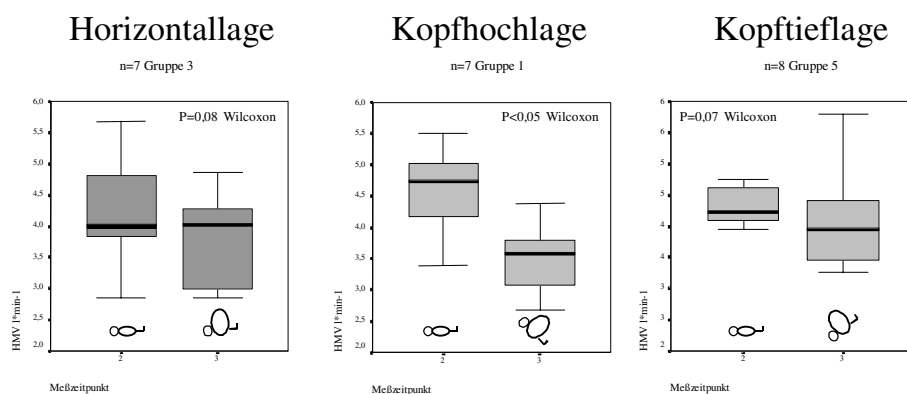 Horizontallage
Kopfhochlage
Kopftieflage
n=7 Gruppe 3
n=7 Gruppe 1
n=8 Gruppe 5
6,0
5,5
5,0
4,5
4,0
3,5
3,0
2,5
2,0
HMV l*min-1
P=0,08 Wilcoxon
2
3
Meßzeitpunkt
6,0
5,5
5,0
4,5
4,0
3,5
3,0
2,5
2,0
HMV l*min-1
P<0,05 Wilcoxon
2
3
Meßzeitpunkt
6
5
5
4
4
3
3
2
2
HMV l*min-1
P=0,07 Wilcoxon
2
3
Meßzeitpunkt